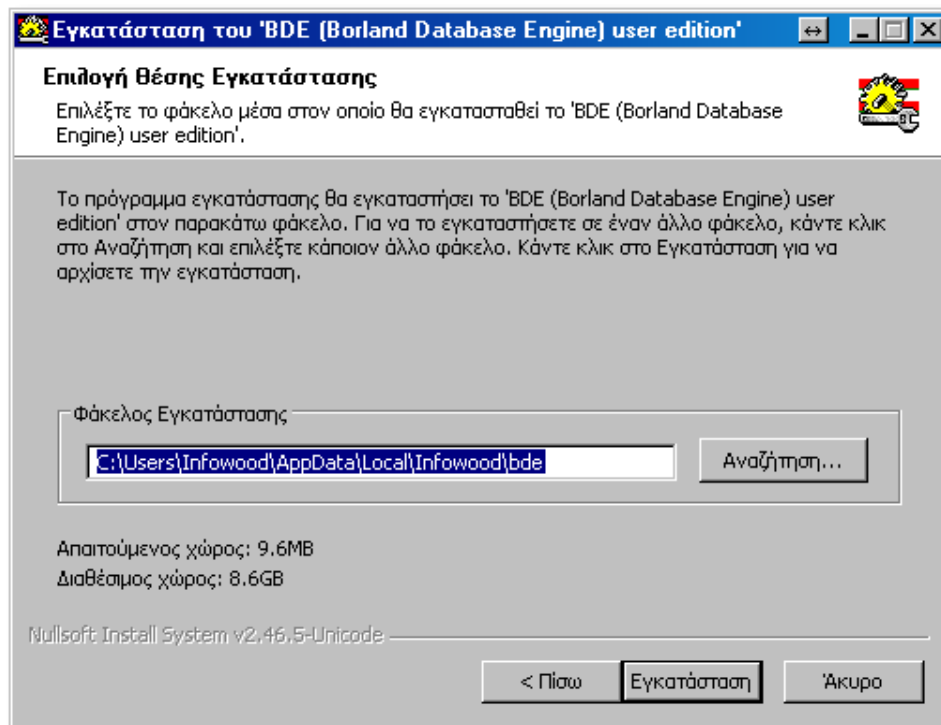 Εγκατάσταση του 'BDE (Borland Database Engine) user edition'
Επιλογή Θέσης Εγκατάστασης
Επιλέξτε το φάκελο μέσα στον οποίο θα εγκατασταθεί το 'BDE (Borland Database
Engine) user edition'.
Το πρόγραμμα εγκατάστασης θα εγκαταστήσει το 'BDE (Borland Database Engine) user
edition' στον παρακάτω φάκελο. Για να το εγκαταστήσετε σε έναν άλλο φάκελο, κάντε κλικ
στο Αναζήτηση και επιλέξτε κάποιον άλλο φάκελο. Κάντε κλικ στο Εγκατάσταση για να
αρχίσετε την εγκατάσταση.
Φάκελος Εγκατάστασης
C:\Users\Infowood\AppData\Local\Infowood\bde
Αναζήτηση...
Απαιτούμενος χώρος: 9.6MB
Διαθέσιμος χώρος: 8.6GB
Nullsoft Install System v2.46.5-Unicode
< Πίσω
Εγκατάσταση
Άκυρο